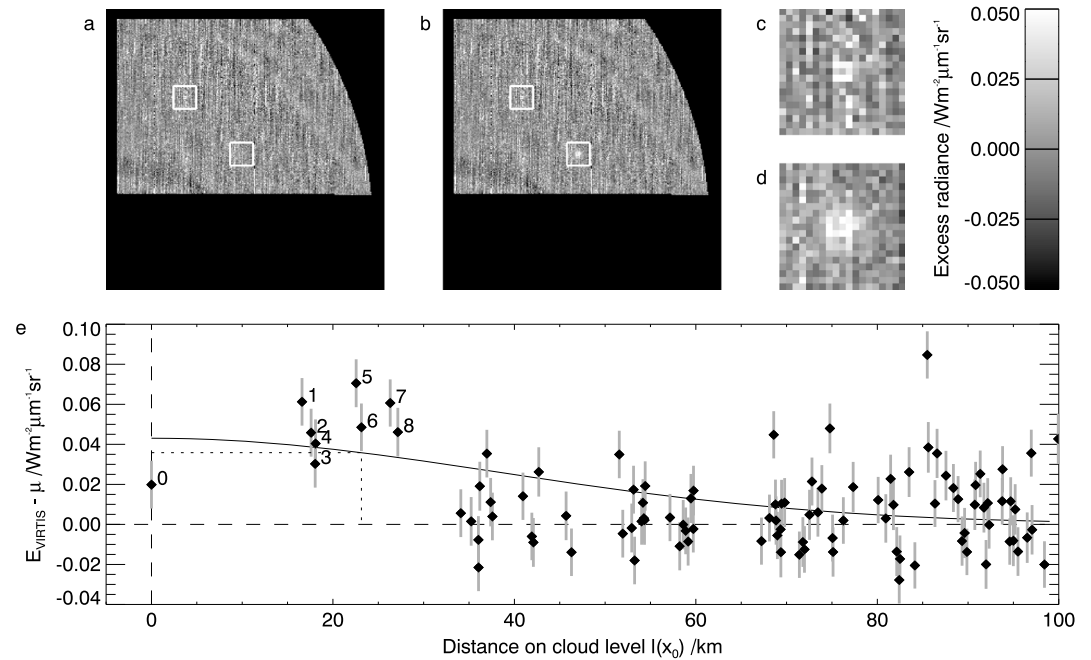 a
b
c
d
Excess radiance /Wm⁻²μm⁻¹sr⁻¹
0.050
0.025
0.000
-0.025
-0.050
e
E_VIRTIS - μ /Wm⁻²μm⁻¹sr⁻¹
0.10
0.08
0.06
0.04
0.02
0.00
-0.02
-0.04
0
1
2
4
3
5
6
7
8
0 20 40 60 80 100
Distance on cloud level l(x₀) /km